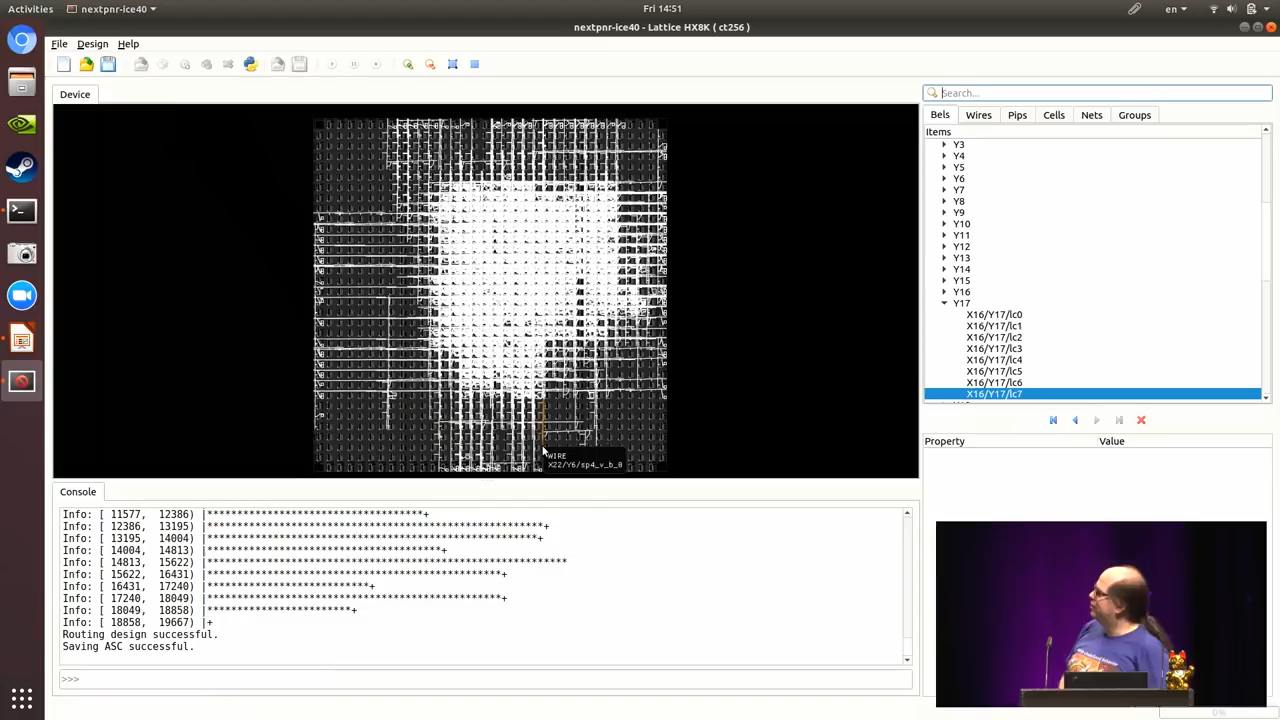 Activities
nextpnr-ice40
Fri 14:51
en
nextpnr-ice40 - Lattice HX8K ( ct256 )
File Design Help
Device
Search...
Bels Wires Pips Cells Nets Groups
Items
Y3
Y4
Y5
Y6
Y7
Y8
Y9
Y10
Y11
Y12
Y13
Y14
Y15
Y16
Y17
X16/Y17/lc0
X16/Y17/lc1
X16/Y17/lc2
X16/Y17/lc3
X16/Y17/lc4
X16/Y17/lc5
X16/Y17/lc6
X16/Y17/lc7
WIRE
X22/Y6/sp4_v_b_0
Property Value
Console
Info: [ 11577, 12386) |************************************+
Info: [ 12386, 13195) |********************************************************+
Info: [ 13195, 14004) |*******************************************************+
Info: [ 14004, 14813) |***************************************+
Info: [ 14813, 15622) |************************************************************
Info: [ 15622, 16431) |*************************************************+
Info: [ 16431, 17240) |***************************+
Info: [ 17240, 18049) |*************************************************+
Info: [ 18049, 18858) |************************+
Info: [ 18858, 19667) |+
Routing design successful.
Saving ASC successful.
>>>
0%